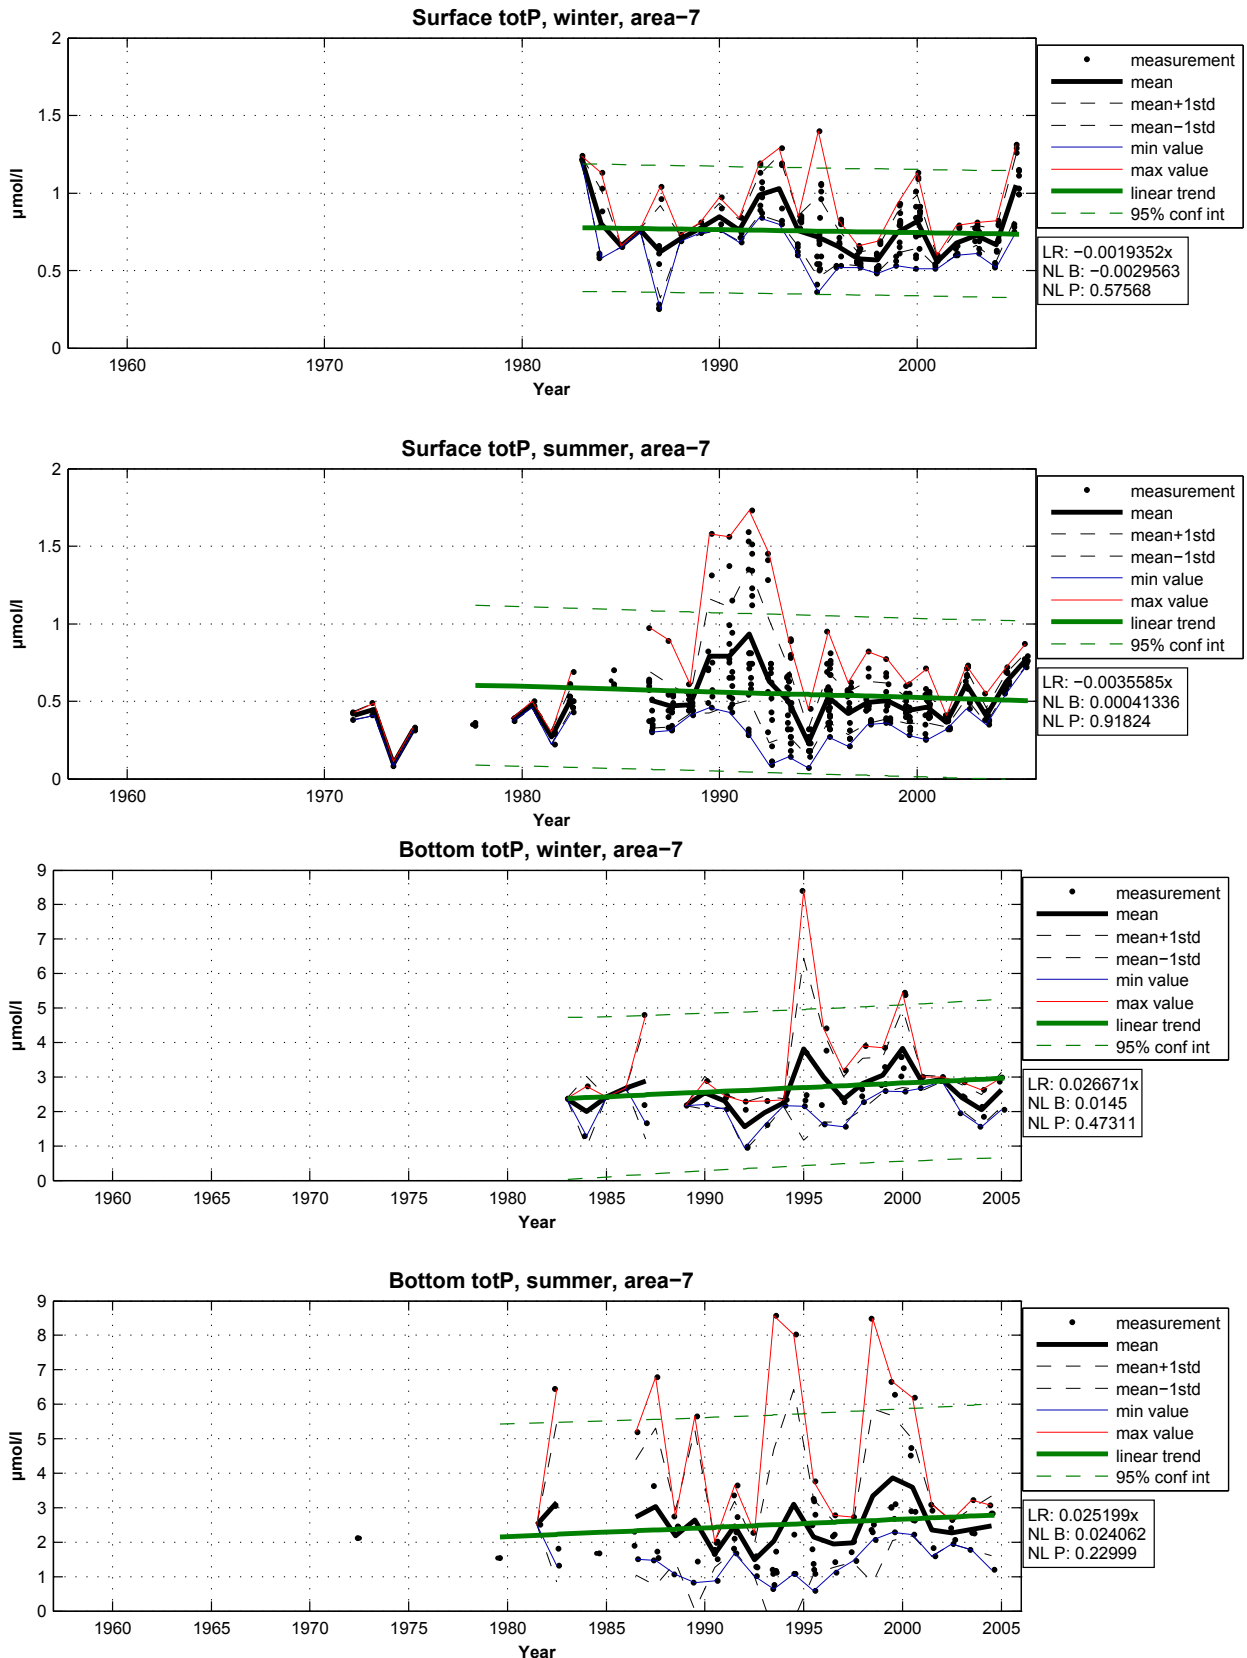 Surface totP, winter, area−7
2
1.5
1
0.5
0
µmol/l
1960 1970 1980 1990 2000
Year
measurement
mean
mean+1std
mean−1std
min value
max value
linear trend
95% conf int
LR: −0.0019352x
NL B: −0.0029563
NL P: 0.57568
Surface totP, summer, area−7
2
1.5
1
0.5
0
µmol/l
1960 1970 1980 1990 2000
Year
measurement
mean
mean+1std
mean−1std
min value
max value
linear trend
95% conf int
LR: −0.0035585x
NL B: 0.00041336
NL P: 0.91824
Bottom totP, winter, area−7
9
8
7
6
5
4
3
2
1
0
µmol/l
1960 1965 1970 1975 1980 1985 1990 1995 2000 2005
Year
measurement
mean
mean+1std
mean−1std
min value
max value
linear trend
95% conf int
LR: 0.026671x
NL B: 0.0145
NL P: 0.47311
Bottom totP, summer, area−7
9
8
7
6
5
4
3
2
1
0
µmol/l
1960 1965 1970 1975 1980 1985 1990 1995 2000 2005
Year
measurement
mean
mean+1std
mean−1std
min value
max value
linear trend
95% conf int
LR: 0.025199x
NL B: 0.024062
NL P: 0.22999